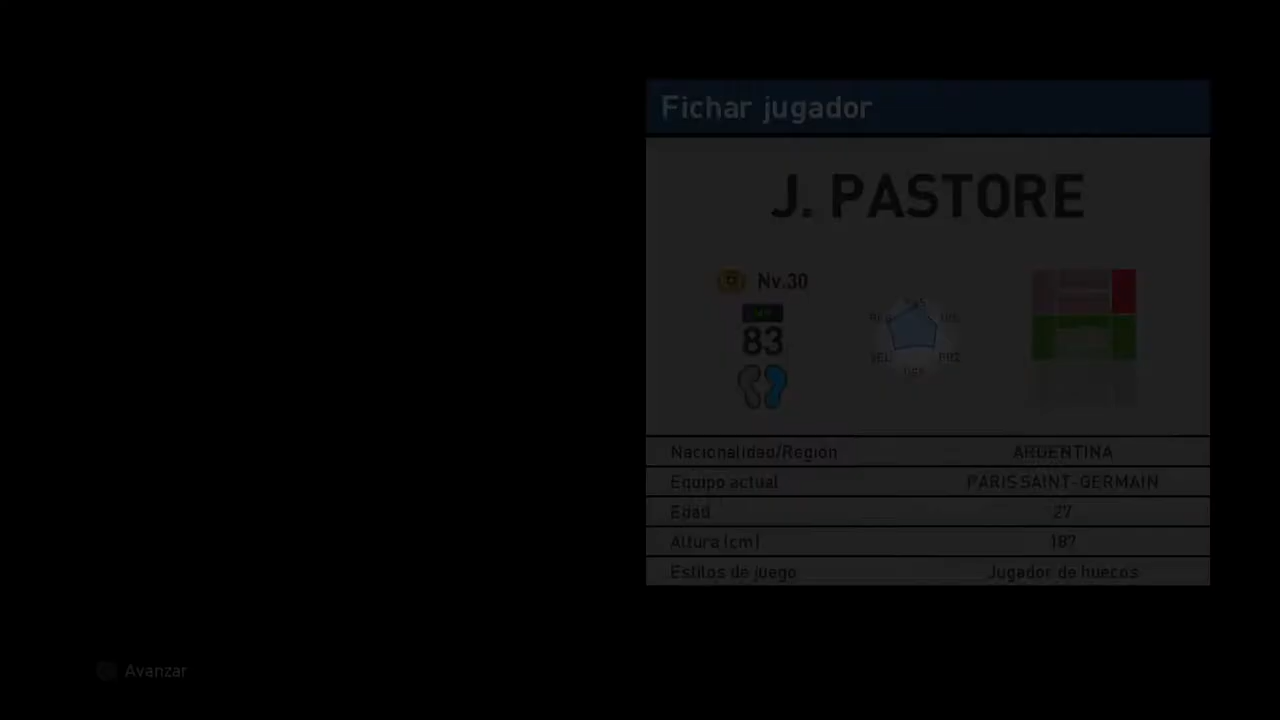 Fichar jugador
J. PASTORE
Nv.30
83
Nacionalidad/Región ARGENTINA
Equipo actual PARIS SAINT-GERMAIN
Edad 27
Altura (cm) 187
Estilos de juego Jugador de huecos
Avanzar